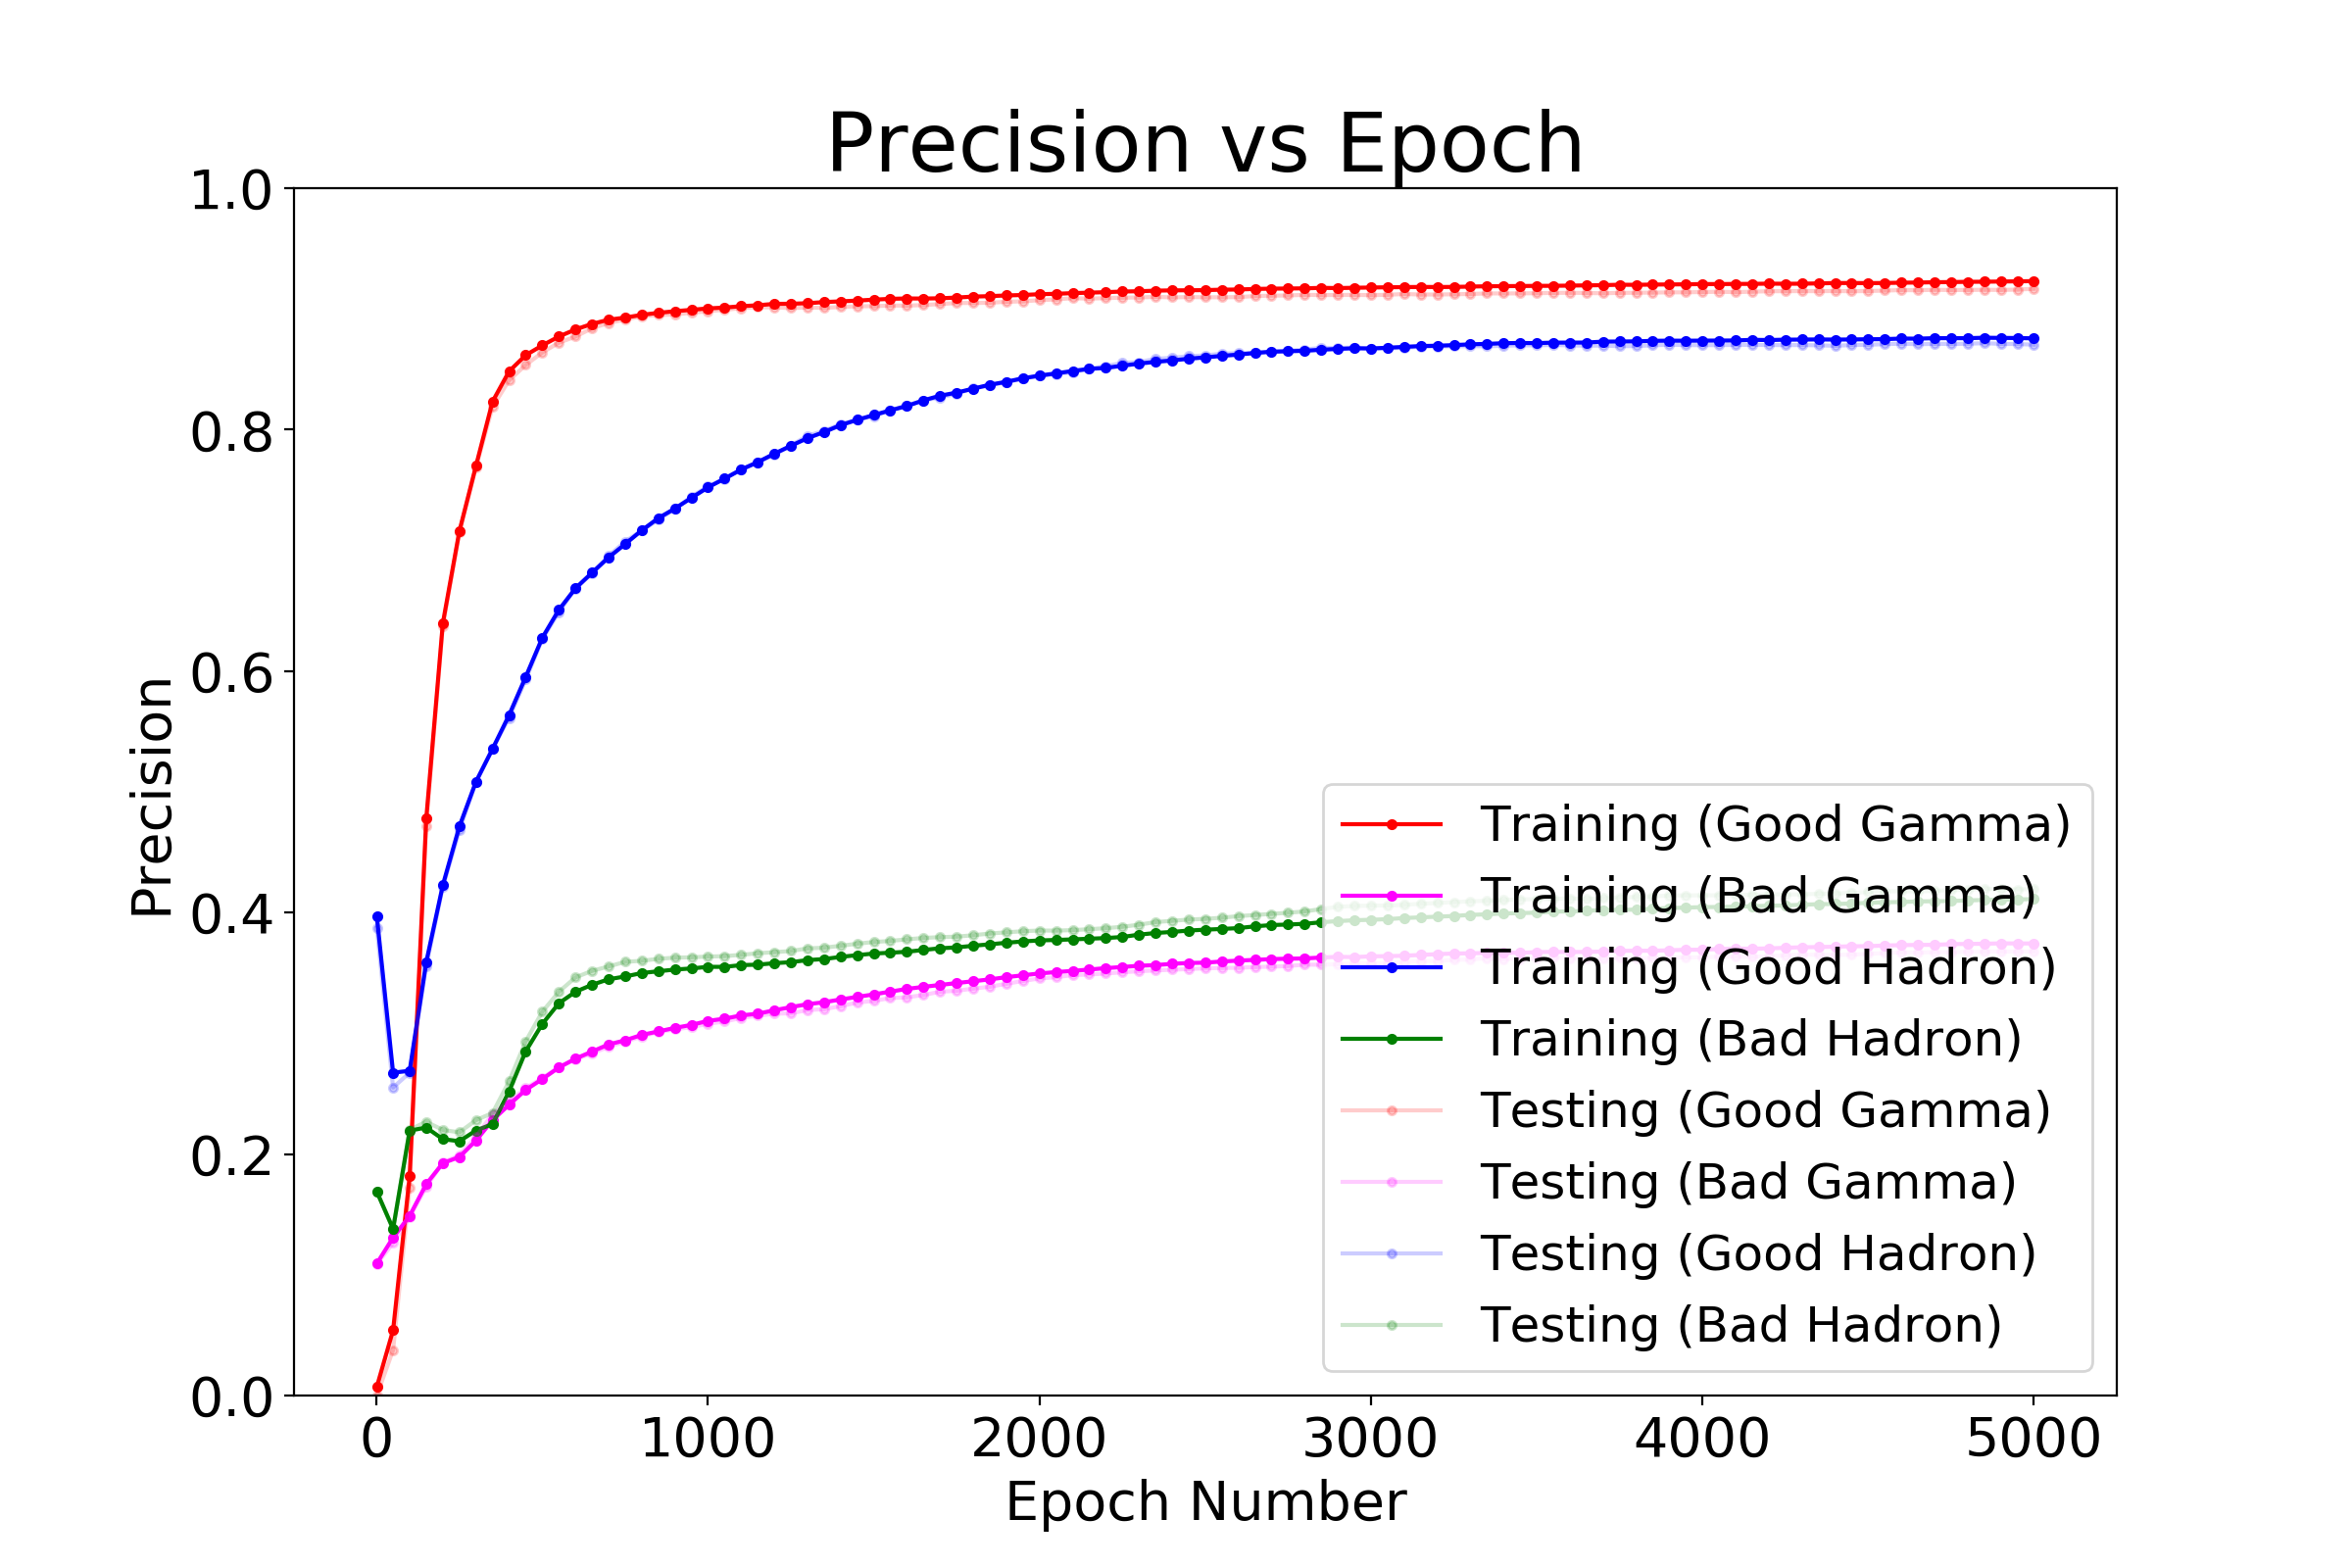 Precision vs Epoch
1.0
0.8
0.6
0.4
0.2
0.0
Precision
Training (Good Gamma)
Training (Bad Gamma)
Training (Good Hadron)
Training (Bad Hadron)
Testing (Good Gamma)
Testing (Bad Gamma)
Testing (Good Hadron)
Testing (Bad Hadron)
0 1000 2000 3000 4000 5000
Epoch Number